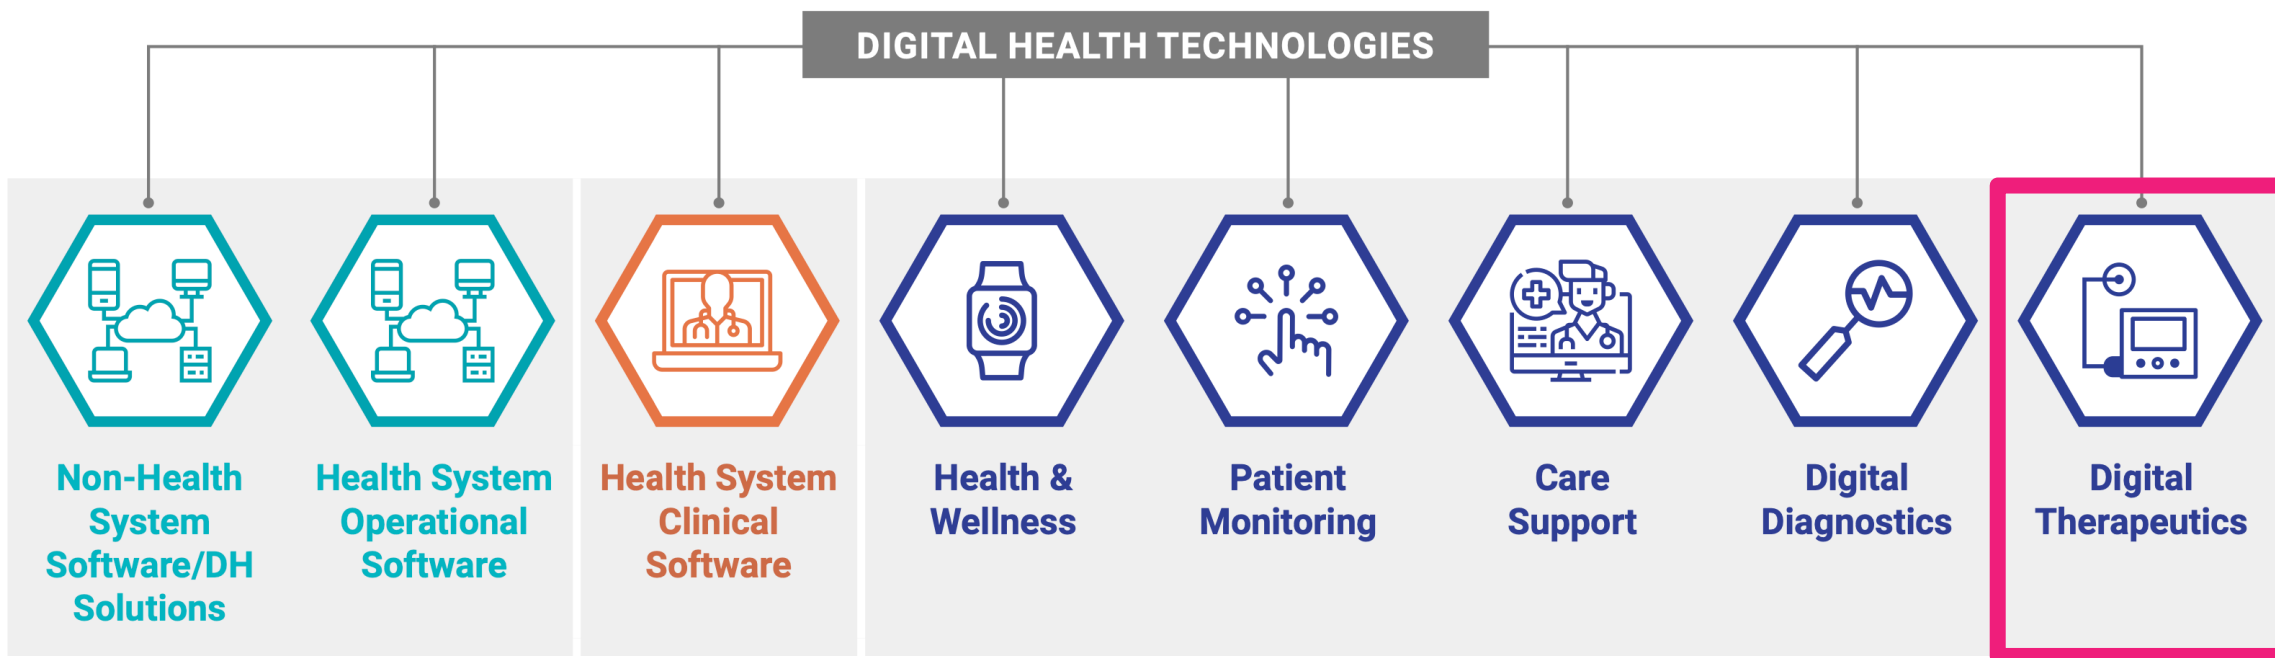 DIGITAL HEALTH TECHNOLOGIES
Non-Health
System
Software/DH
Solutions
Health System
Operational
Software
Health System
Clinical
Software
Health &
Wellness
Patient
Monitoring
Care
Support
Digital
Diagnostics
Digital
Therapeutics